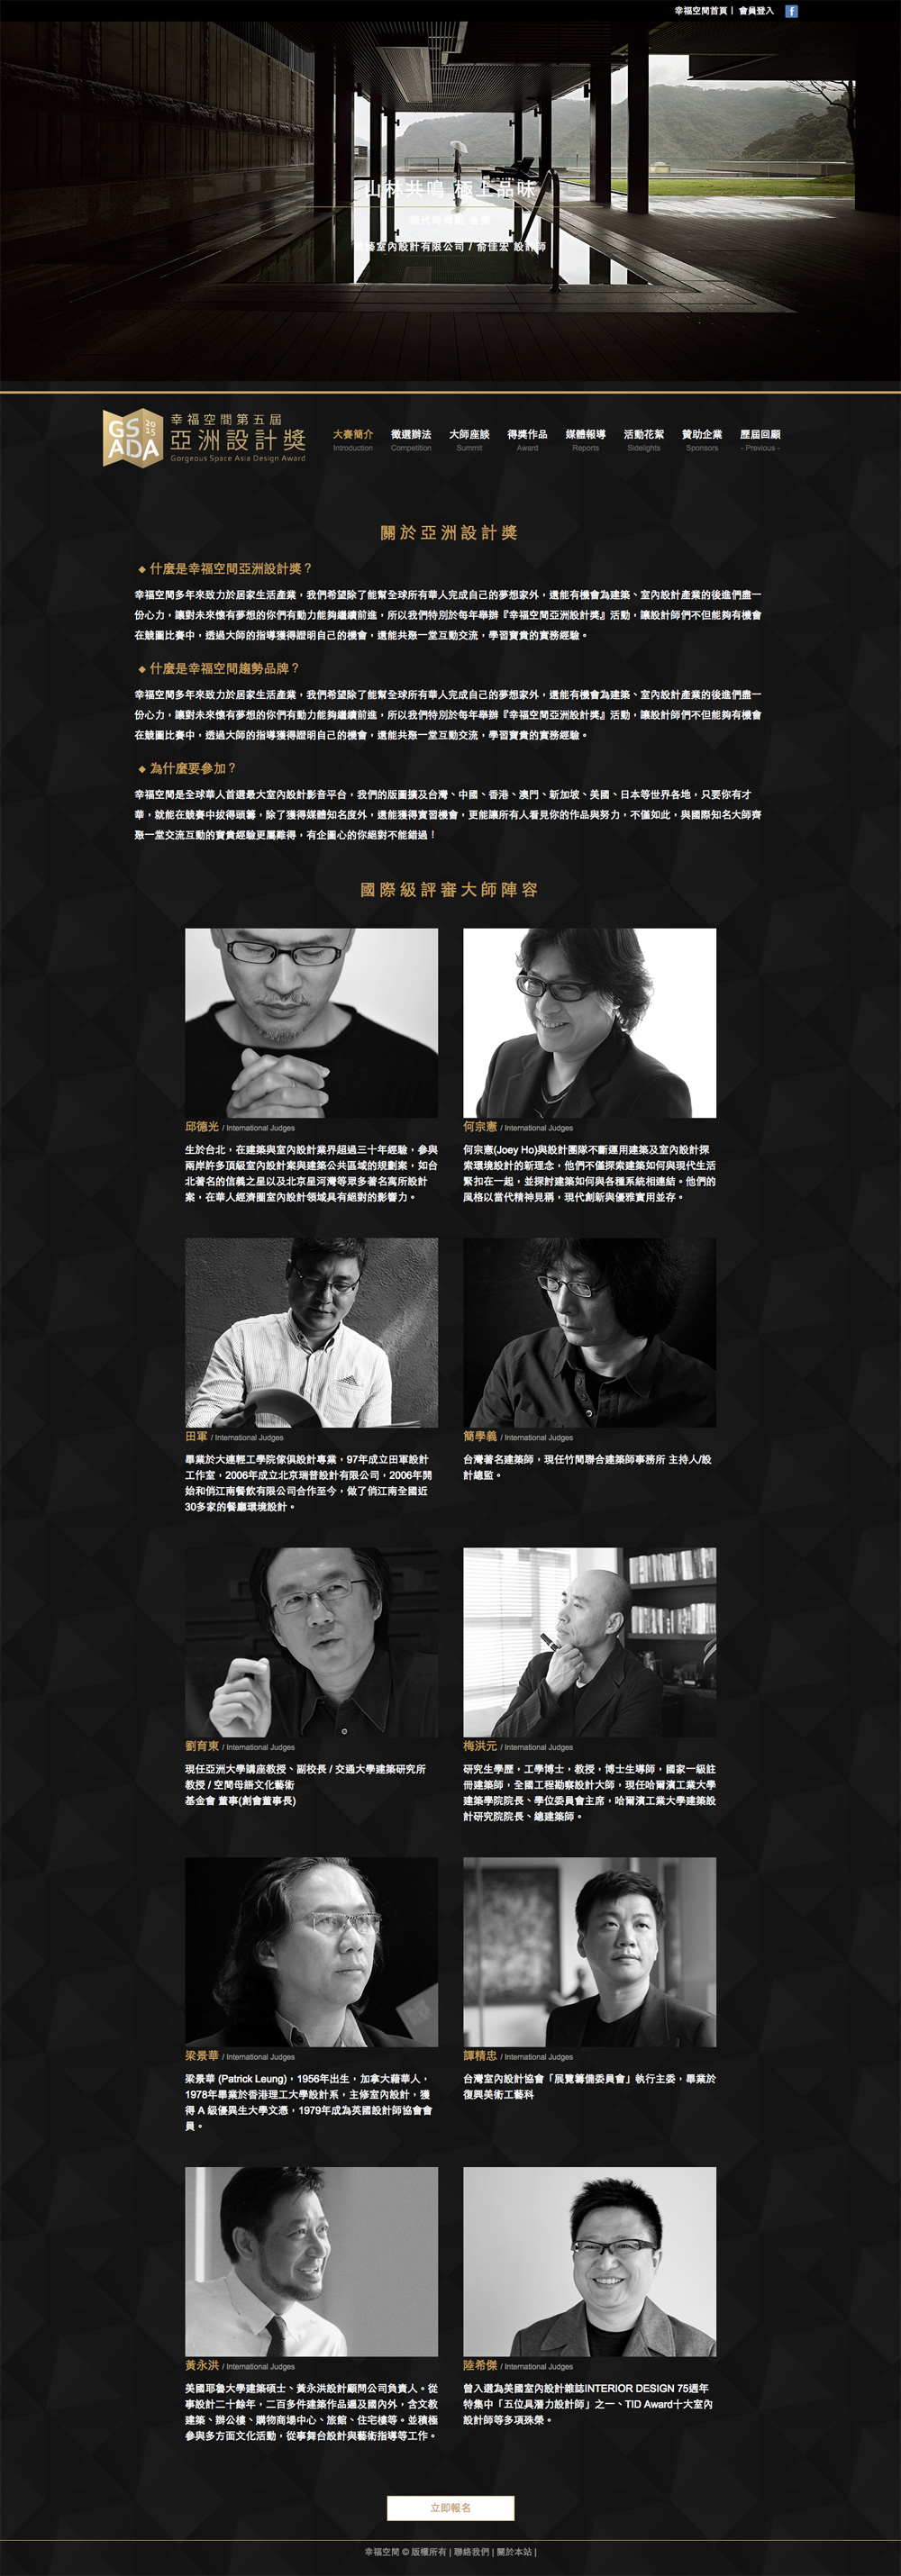 幸福空間首頁 | 會員登入 f
山林共鳴 極上品味
藝室內設計有限公司 / 俞佳宏 設計師
GS 2015 ADA
幸福空間第五屆
亞洲設計獎
Gorgeous Space Asia Design Award
大賽簡介 徵選辦法 大師座談 得獎作品 媒體報導 活動花絮 贊助企業 歷屆回顧
Introduction Competition Summit Award Reports Sidelights Sponsors - Previous -
關於亞洲設計獎
◆ 什麼是幸福空間亞洲設計獎？
幸福空間多年來致力於居家生活產業，我們希望除了能幫全球所有華人完成自己的夢想家外，還能有機會為建築、室內設計產業的後進們盡一
份心力，讓對未來懷有夢想的你們有動力能夠繼續前進，所以我們特別於每年舉辦『幸福空間亞洲設計獎』活動，讓設計師們不但能夠有機會
在競圖比賽中，透過大師的指導獲得證明自己的機會，還能共聚一堂互動交流，學習寶貴的實務經驗。
◆ 什麼是幸福空間趨勢品牌？
幸福空間多年來致力於居家生活產業，我們希望除了能幫全球所有華人完成自己的夢想家外，還能有機會為建築、室內設計產業的後進們盡一
份心力，讓對未來懷有夢想的你們有動力能夠繼續前進，所以我們特別於每年舉辦『幸福空間亞洲設計獎』活動，讓設計師們不但能夠有機會
在競圖比賽中，透過大師的指導獲得證明自己的機會，還能共聚一堂互動交流，學習寶貴的實務經驗。
◆ 為什麼要參加？
幸福空間是全球華人首選最大室內設計影音平台，我們的版圖擴及台灣、中國、香港、澳門、新加坡、美國、日本等世界各地，只要你有才
華，就能在競賽中拔得頭籌，除了獲得媒體知名度外，還能獲得實習機會，更能讓所有人看見你的作品與努力，不僅如此，與國際知名大師齊
聚一堂交流互動的寶貴經驗更屬難得，有企圖心的你絕對不能錯過！
國際級評審大師陣容
邱德光 / International Judges
生於台北，在建築與室內設計業界超過三十年經驗，參與
兩岸許多頂級室內設計案與建築公共區域的規劃案，如台
北著名的信義之星以及北京星河灣等眾多著名寓所設計
案，在華人經濟圈室內設計領域具有絕對的影響力。
何宗憲 / International Judges
何宗憲(Joey Ho)與設計團隊不斷運用建築及室內設計探
索環境設計的新理念，他們不僅探索建築如何與現代生活
緊扣在一起，並探討建築如何與各種系統相連結。他們的
風格以當代精神見稱，現代創新與優雅實用並存。
田軍 / International Judges
畢業於大連輕工學院傢俱設計專業，97年成立田軍設計
工作室，2006年成立北京瑞普設計有限公司，2006年開
始和俏江南餐飲有限公司合作至今，做了俏江南全國近
30多家的餐廳環境設計。
簡學義 / International Judges
台灣著名建築師，現任竹間聯合建築師事務所 主持人/設
計總監。
劉育東 / International Judges
現任亞洲大學講座教授、副校長 / 交通大學建築研究所
教授 / 空間母語文化藝術
基金會 董事(創會董事長)
梅洪元 / International Judges
研究生學歷，工學博士，教授，博士生導師，國家一級註
冊建築師，全國工程勘察設計大師，現任哈爾濱工業大學
建築學院院長、學位委員會主席，哈爾濱工業大學建築設
計研究院院長、總建築師。
梁景華 / International Judges
梁景華 (Patrick Leung)，1956年出生，加拿大藉華人，
1978年畢業於香港理工大學設計系，主修室內設計，獲
得 A 級優異生大學文憑，1979年成為英國設計師協會會
員。
譚精忠 / International Judges
台灣室內設計協會「展覽籌備委員會」執行主委，畢業於
復興美術工藝科
黃永洪 / International Judges
美國耶魯大學建築碩士、黃永洪設計顧問公司負責人。從
事設計二十餘年，二百多件建築作品遍及國內外，含文教
建築、辦公樓、購物商場中心、旅館、住宅樓等。並積極
參與多方面文化活動，從事舞台設計與藝術指導等工作。
陸希傑 / International Judges
曾入選為美國室內設計雜誌INTERIOR DESIGN 75週年
特集中「五位具潛力設計師」之一、TID Award十大室內
設計師等多項殊榮。
立即報名
幸福空間 © 版權所有 | 聯絡我們 | 關於本站 |